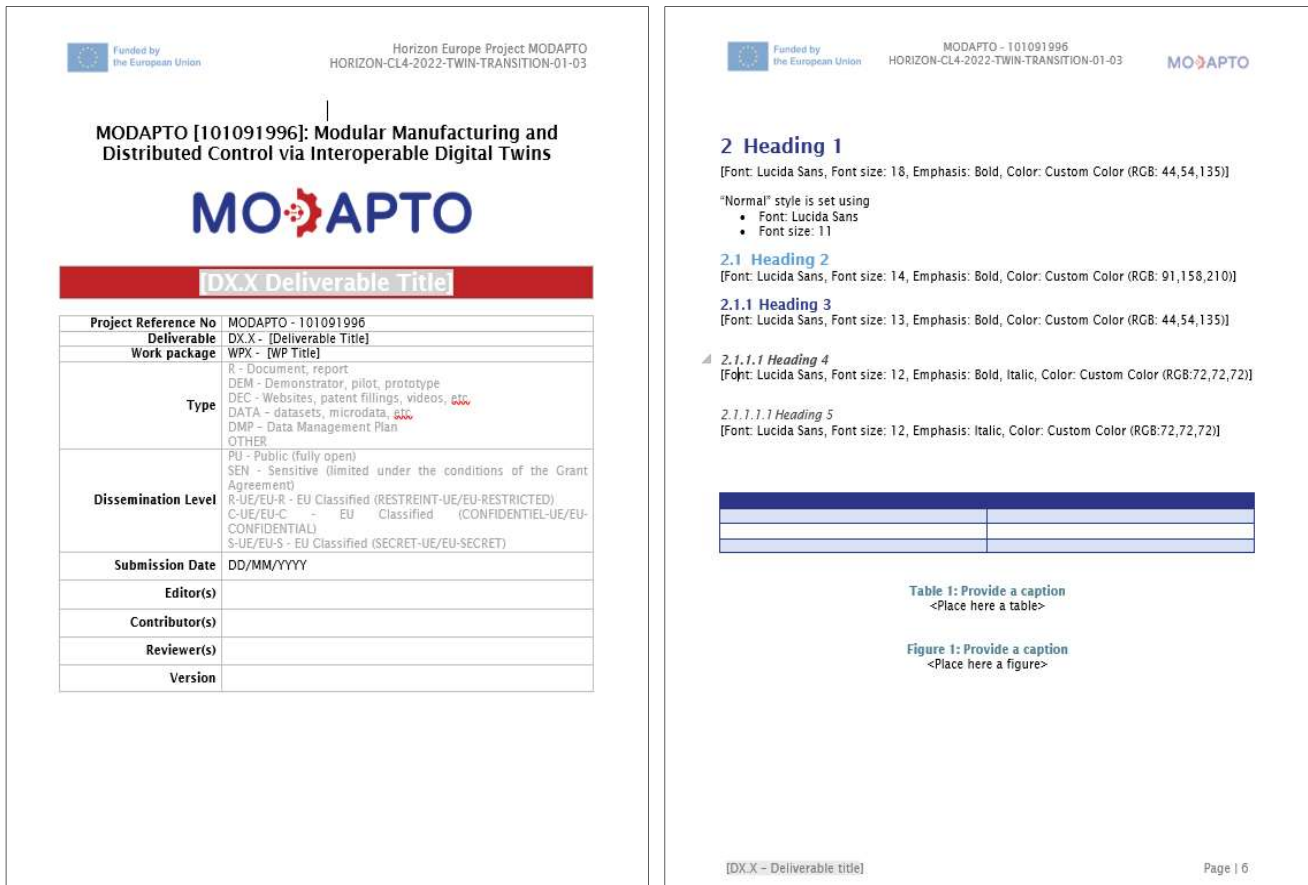 Funded by
the European Union
Horizon Europe Project MODAPTO
HORIZON-CL4-2022-TWIN-TRANSITION-01-03
MODAPTO [101091996]: Modular Manufacturing and
Distributed Control via Interoperable Digital Twins
MODAPTO
[DX.X Deliverable Title]
Project Reference No MODAPTO - 101091996
Deliverable DX.X - [Deliverable Title]
Work package WPX - [WP Title]
Type
R - Document, report
DEM - Demonstrator, pilot, prototype
DEC - Websites, patent fillings, videos, etc
DATA - datasets, microdata, etc
DMP - Data Management Plan
OTHER
Dissemination Level
PU - Public (fully open)
SEN - Sensitive (limited under the conditions of the Grant
Agreement)
R-UE/EU-R - EU Classified (RESTREINT-UE/EU-RESTRICTED)
C-UE/EU-C - EU Classified (CONFIDENTIEL-UE/EU-
CONFIDENTIAL)
S-UE/EU-S - EU Classified (SECRET-UE/EU-SECRET)
Submission Date DD/MM/YYYY
Editor(s)
Contributor(s)
Reviewer(s)
Version
Funded by
the European Union
MODAPTO - 101091996
HORIZON-CL4-2022-TWIN-TRANSITION-01-03
MODAPTO
2 Heading 1
[Font: Lucida Sans, Font size: 18, Emphasis: Bold, Color: Custom Color (RGB: 44,54,135)]
“Normal” style is set using
• Font: Lucida Sans
• Font size: 11
2.1 Heading 2
[Font: Lucida Sans, Font size: 14, Emphasis: Bold, Color: Custom Color (RGB: 91,158,210)]
2.1.1 Heading 3
[Font: Lucida Sans, Font size: 13, Emphasis: Bold, Color: Custom Color (RGB: 44,54,135)]
2.1.1.1 Heading 4
[Font: Lucida Sans, Font size: 12, Emphasis: Bold, Italic, Color: Custom Color (RGB:72,72,72)]
2.1.1.1.1 Heading 5
[Font: Lucida Sans, Font size: 12, Emphasis: Italic, Color: Custom Color (RGB:72,72,72)]
Table 1: Provide a caption
<Place here a table>
Figure 1: Provide a caption
<Place here a figure>
[DX.X – Deliverable title]
Page | 6